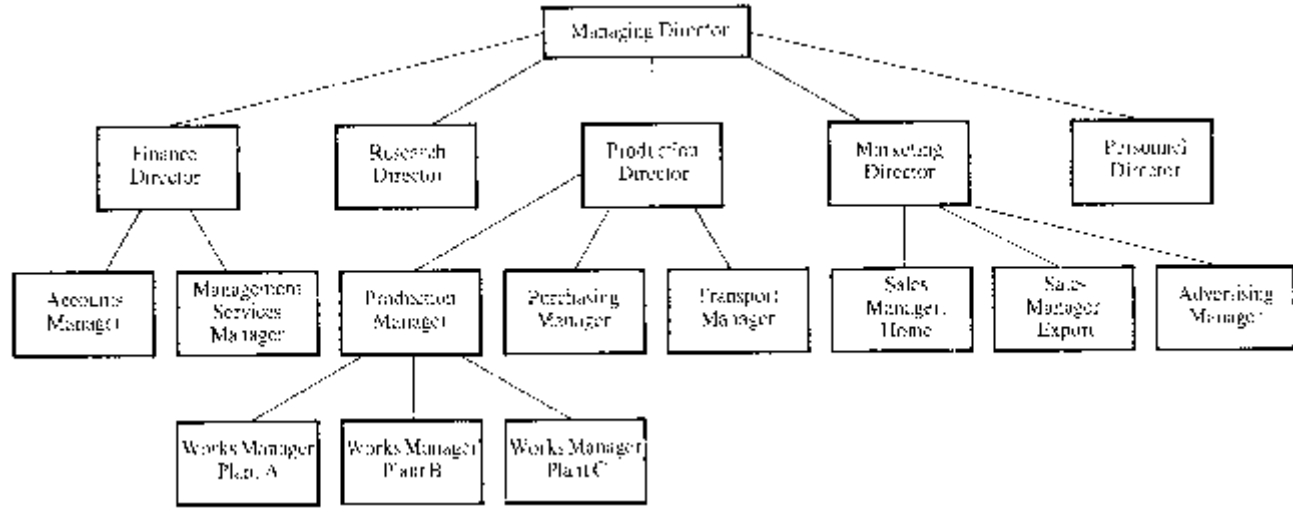 Managing Director
Finance
Director
Research
Director
Production
Director
Marketing
Director
Personnel
Director
Accounts
Manager
Management
Services
Manager
Production
Manager
Purchasing
Manager
Transport
Manager
Sales
Manager,
Home
Sales
Manager
Export
Advertising
Manager
Works Manager
Plant A
Works Manager
Plant B
Works Manager
Plant C